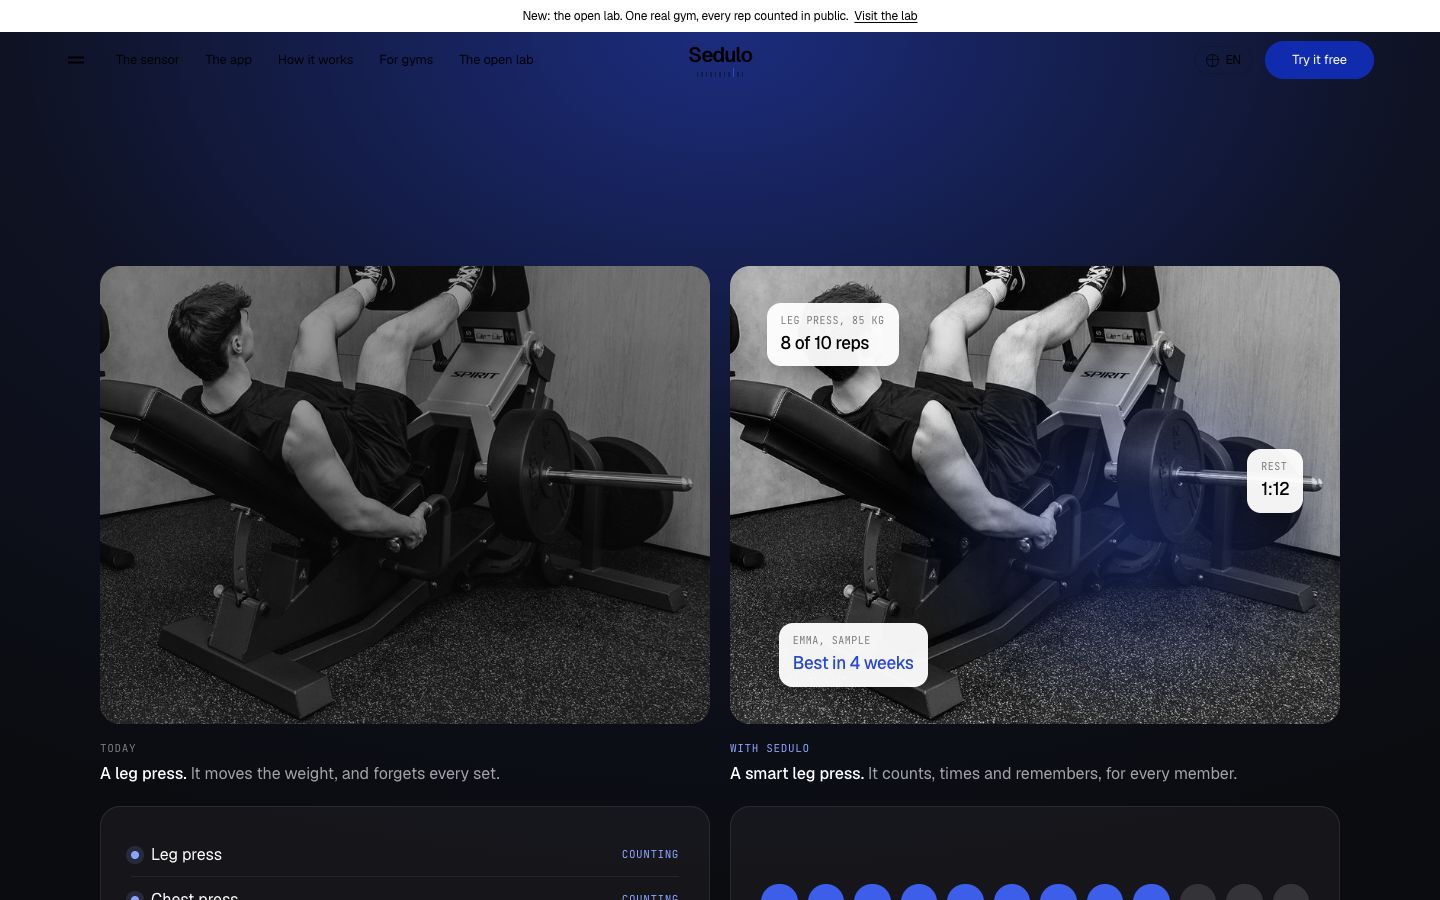 New: the open lab. One real gym, every rep counted in public. Visit the lab
The sensor The app How it works For gyms The open lab
Sedulo
EN
Try it free
SPIRIT
LEG PRESS, 85 KG
8 of 10 reps
SPIRIT
REST
1:12
EMMA, SAMPLE
Best in 4 weeks
TODAY
A leg press. It moves the weight, and forgets every set.
WITH SEDULO
A smart leg press. It counts, times and remembers, for every member.
Leg press COUNTING
Chest press COUNTING